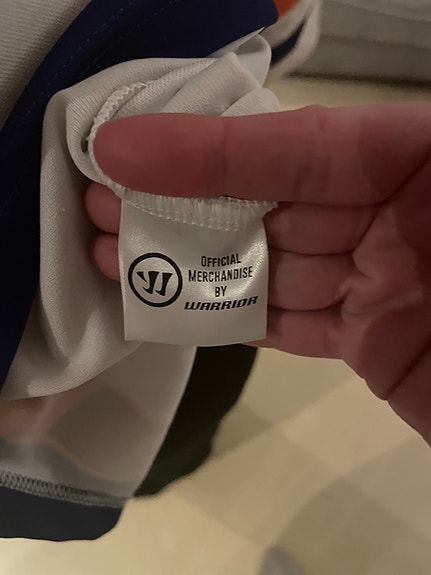 OFFICIAL
MERCHANDISE
BY
WARRIOR